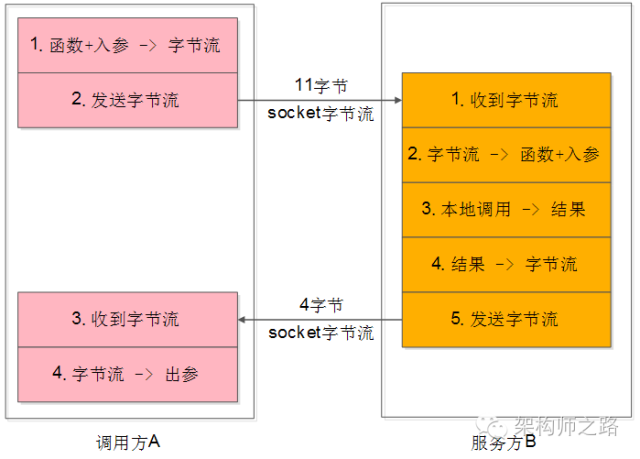 1. 函数+入参 -> 字节流
2. 发送字节流
11字节
socket字节流
1. 收到字节流
2. 字节流 -> 函数+入参
3. 本地调用 -> 结果
4. 结果 -> 字节流
5. 发送字节流
4字节
socket字节流
3. 收到字节流
4. 字节流 -> 出参
调用方A
服务方B
架构师之路